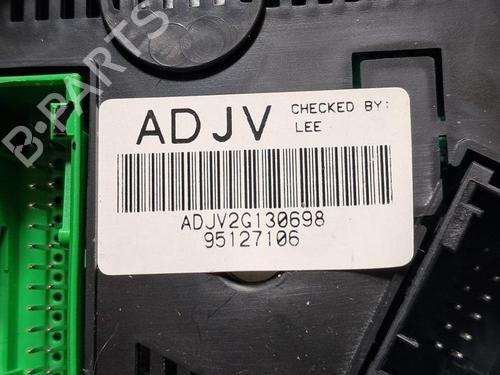 ADJV
CHECKED BY:
LEE
ADJV2G130698
95127106
B-PARTS